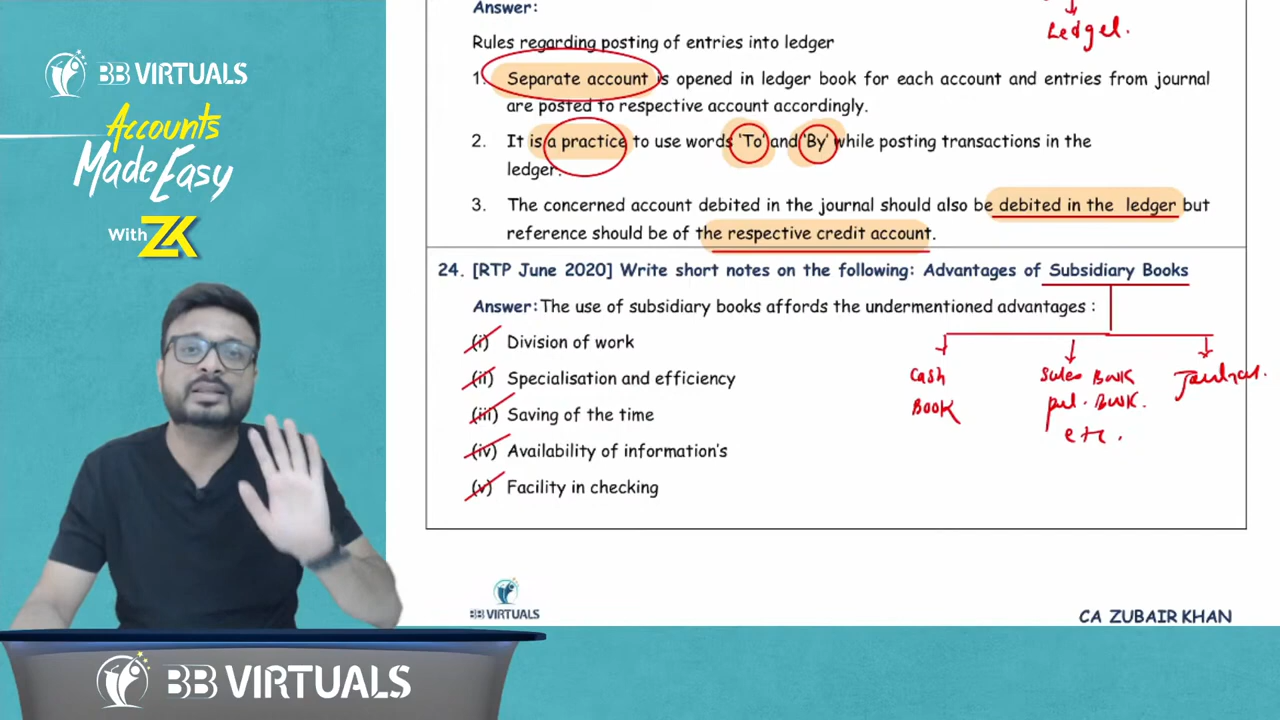 BB VIRTUALS
Accounts
Made Easy
With ZK
Answer:
Ledger.
Rules regarding posting of entries into ledger
1. Separate account is opened in ledger book for each account and entries from journal
are posted to respective account accordingly.
2. It is a practice to use words 'To' and 'By' while posting transactions in the
ledger.
3. The concerned account debited in the journal should also be debited in the ledger but
reference should be of the respective credit account.
24. [RTP June 2020] Write short notes on the following: Advantages of Subsidiary Books
Answer: The use of subsidiary books affords the undermentioned advantages :
(i) Division of work
(ii) Specialisation and efficiency
(iii) Saving of the time
(iv) Availability of information's
(v) Facility in checking
Cash
Book
Sales Book
pur. Book.
etc.
Journal.
BB VIRTUALS
CA ZUBAIR KHAN
BB VIRTUALS